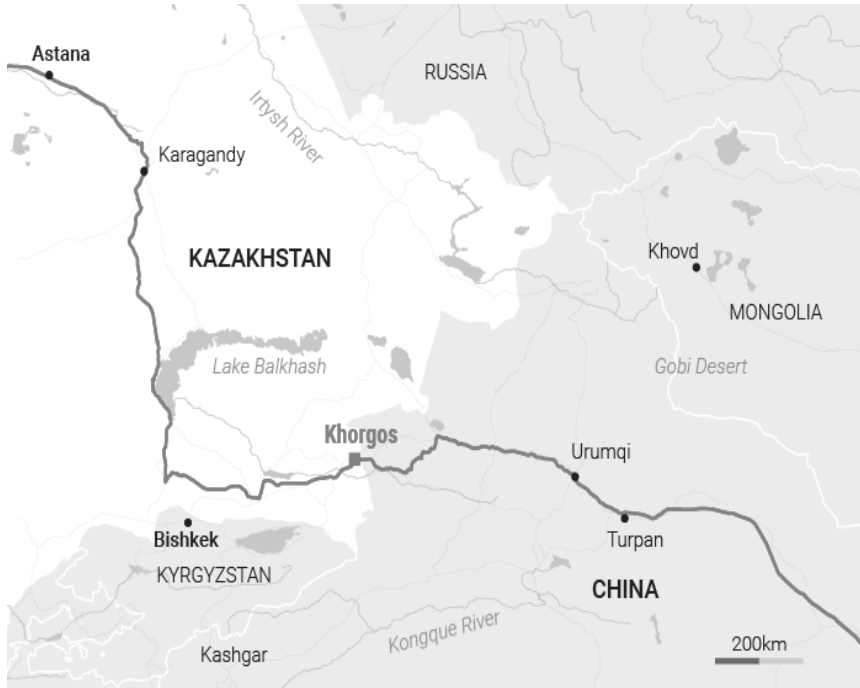 Astana
RUSSIA
Irtysh River
Karagandy
KAZAKHSTAN
Khovd
MONGOLIA
Lake Balkhash
Gobi Desert
Khorgos
Urumqi
Bishkek
Turpan
KYRGYZSTAN
CHINA
Kongque River
Kashgar
200km